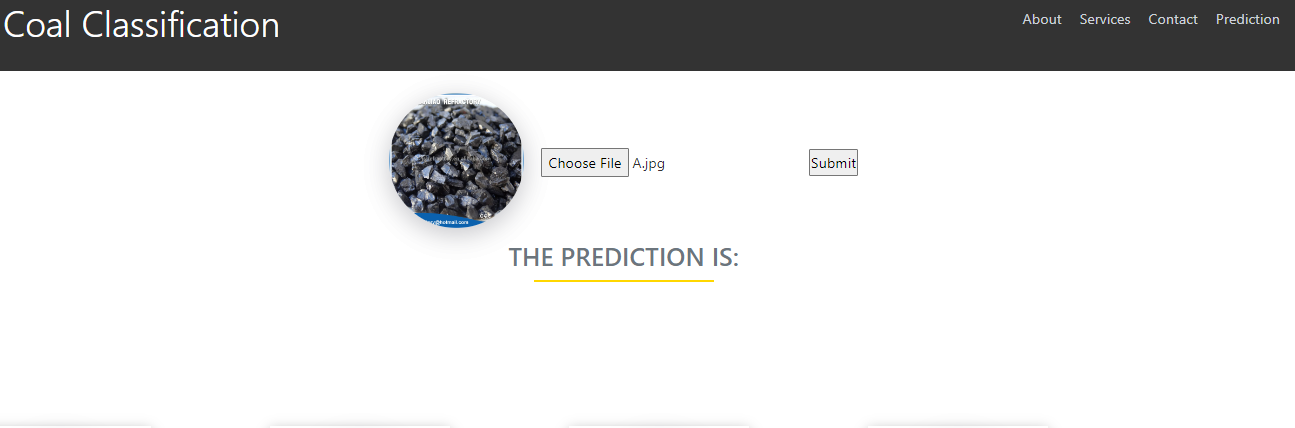 Coal Classification
About Services Contact Prediction
Choose File A.jpg
Submit
THE PREDICTION IS: